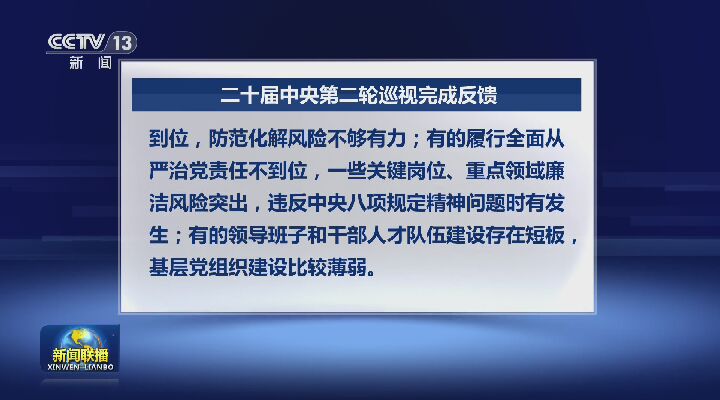 CCTV 13
新闻
二十届中央第二轮巡视完成反馈
到位，防范化解风险不够有力；有的履行全面从
严治党责任不到位，一些关键岗位、重点领域廉
洁风险突出，违反中央八项规定精神问题时有发
生；有的领导班子和干部人才队伍建设存在短板，
基层党组织建设比较薄弱。
新闻联播
XINWEN-LIANBO